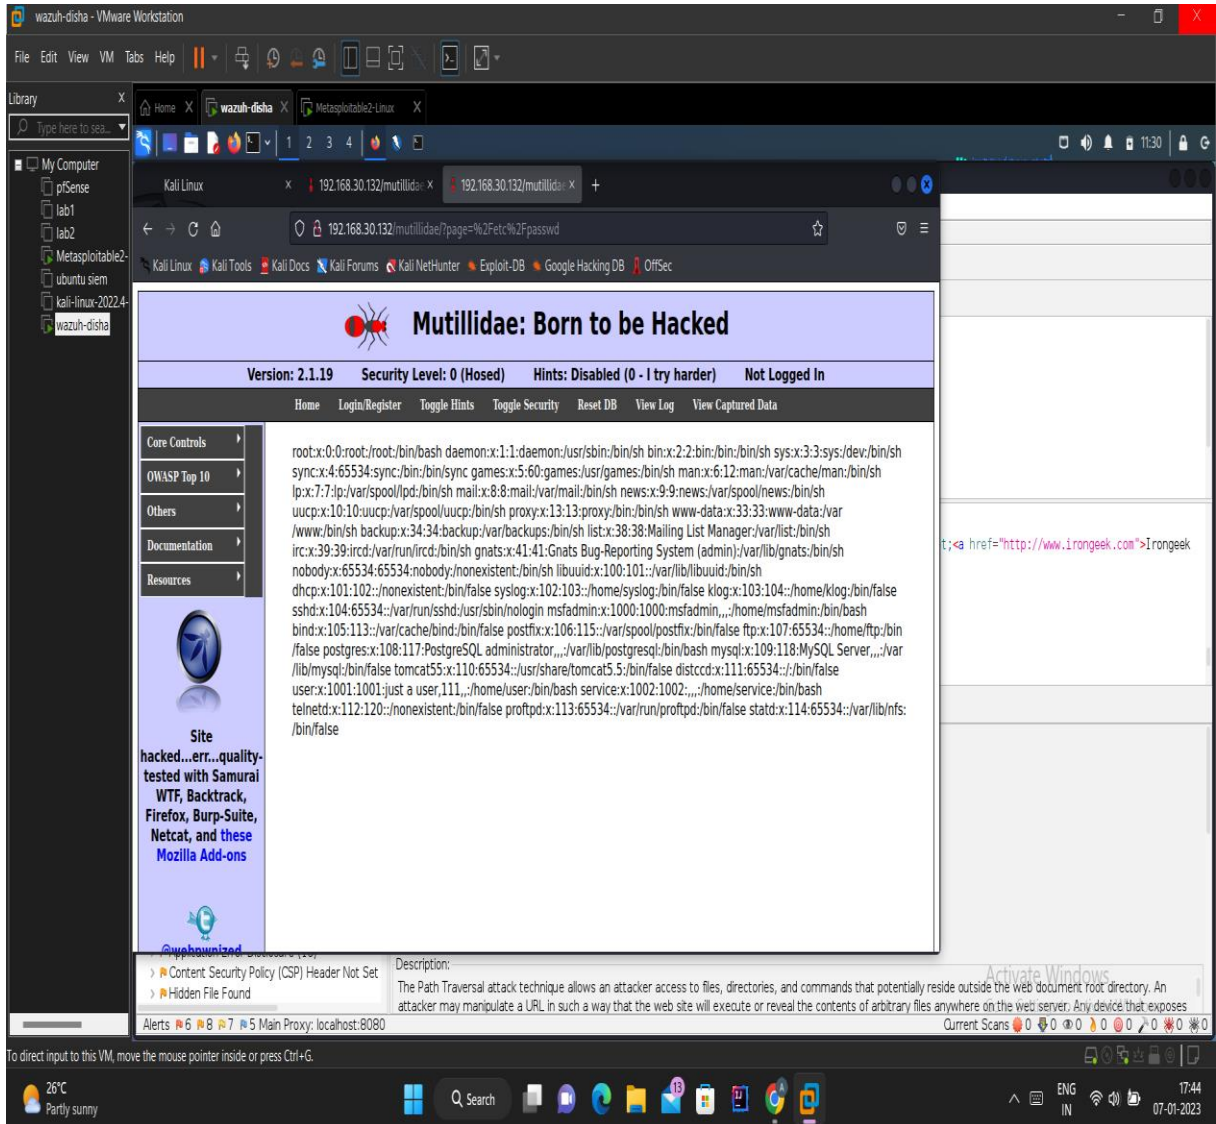 wazuh-disha - VMware Workstation
File Edit View VM Tabs Help
Library X
Type here to sea...
My Computer
pfSense
lab1
lab2
Metasploitable2-
ubuntu siem
kali-linux-2022.4-
wazuh-disha
Home X wazuh-disha X Metasploitable2-Linux X
1 2 3 4 11:30
Kali Linux X 192.168.30.132/mutillidae X 192.168.30.132/mutillidae X +
192.168.30.132/mutillidae/?page=%2Fetc%2Fpasswd
Kali Linux Kali Tools Kali Docs Kali Forums Kali NetHunter Exploit-DB Google Hacking DB OffSec
Mutillidae: Born to be Hacked
Version: 2.1.19 Security Level: 0 (Hosed) Hints: Disabled (0 - I try harder) Not Logged In
Home Login/Register Toggle Hints Toggle Security Reset DB View Log View Captured Data
Core Controls
OWASP Top 10
Others
Documentation
Resources
Site
hacked...err...quality-
tested with Samurai
WTF, Backtrack,
Firefox, Burp-Suite,
Netcat, and these
Mozilla Add-ons
@webpwnized
root:x:0:0:root:/root:/bin/bash daemon:x:1:1:daemon:/usr/sbin:/bin/sh bin:x:2:2:bin:/bin:/bin/sh sys:x:3:3:sys:/dev:/bin/sh
sync:x:4:65534:sync:/bin:/bin/sync games:x:5:60:games:/usr/games:/bin/sh man:x:6:12:man:/var/cache/man:/bin/sh
lp:x:7:7:lp:/var/spool/lpd:/bin/sh mail:x:8:8:mail:/var/mail:/bin/sh news:x:9:9:news:/var/spool/news:/bin/sh
uucp:x:10:10:uucp:/var/spool/uucp:/bin/sh proxy:x:13:13:proxy:/bin:/bin/sh www-data:x:33:33:www-data:/var
/www:/bin/sh backup:x:34:34:backup:/var/backups:/bin/sh list:x:38:38:Mailing List Manager:/var/list:/bin/sh
irc:x:39:39:ircd:/var/run/ircd:/bin/sh gnats:x:41:41:Gnats Bug-Reporting System (admin):/var/lib/gnats:/bin/sh
nobody:x:65534:65534:nobody:/nonexistent:/bin/sh libuuid:x:100:101::/var/lib/libuuid:/bin/sh
dhcp:x:101:102::/nonexistent:/bin/false syslog:x:102:103::/home/syslog:/bin/false klog:x:103:104::/home/klog:/bin/false
sshd:x:104:65534::/var/run/sshd:/usr/sbin/nologin msfadmin:x:1000:1000:msfadmin,,,:/home/msfadmin:/bin/bash
bind:x:105:113::/var/cache/bind:/bin/false postfix:x:106:115::/var/spool/postfix:/bin/false ftp:x:107:65534::/home/ftp:/bin
/false postgres:x:108:117:PostgreSQL administrator,,,:/var/lib/postgresql:/bin/bash mysql:x:109:118:MySQL Server,,,:/var
/lib/mysql:/bin/false tomcat55:x:110:65534::/usr/share/tomcat5.5:/bin/false distccd:x:111:65534::/:/bin/false
user:x:1001:1001:just a user,111,,:/home/user:/bin/bash service:x:1002:1002:,,,:/home/service:/bin/bash
telnetd:x:112:120::/nonexistent:/bin/false proftpd:x:113:65534::/var/run/proftpd:/bin/false statd:x:114:65534::/var/lib/nfs:
/bin/false
t;<a href="http://www.irongeek.com">Irongeek
Content Security Policy (CSP) Header Not Set
Hidden File Found
Description:
The Path Traversal attack technique allows an attacker access to files, directories, and commands that potentially reside outside the web document root directory. An
attacker may manipulate a URL in such a way that the web site will execute or reveal the contents of arbitrary files anywhere on the web server. Any device that exposes
Activate Windows
Alerts 6 8 7 5 Main Proxy: localhost:8080
Current Scans 0 0 0 0 0 0 0 0
To direct input to this VM, move the mouse pointer inside or press Ctrl+G.
26°C
Partly sunny
Search
13
ENG
IN
17:44
07-01-2023